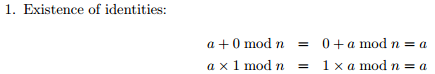 1. Existence of identities:
a + 0 mod n = 0 + a mod n = a
a × 1 mod n = 1 × a mod n = a